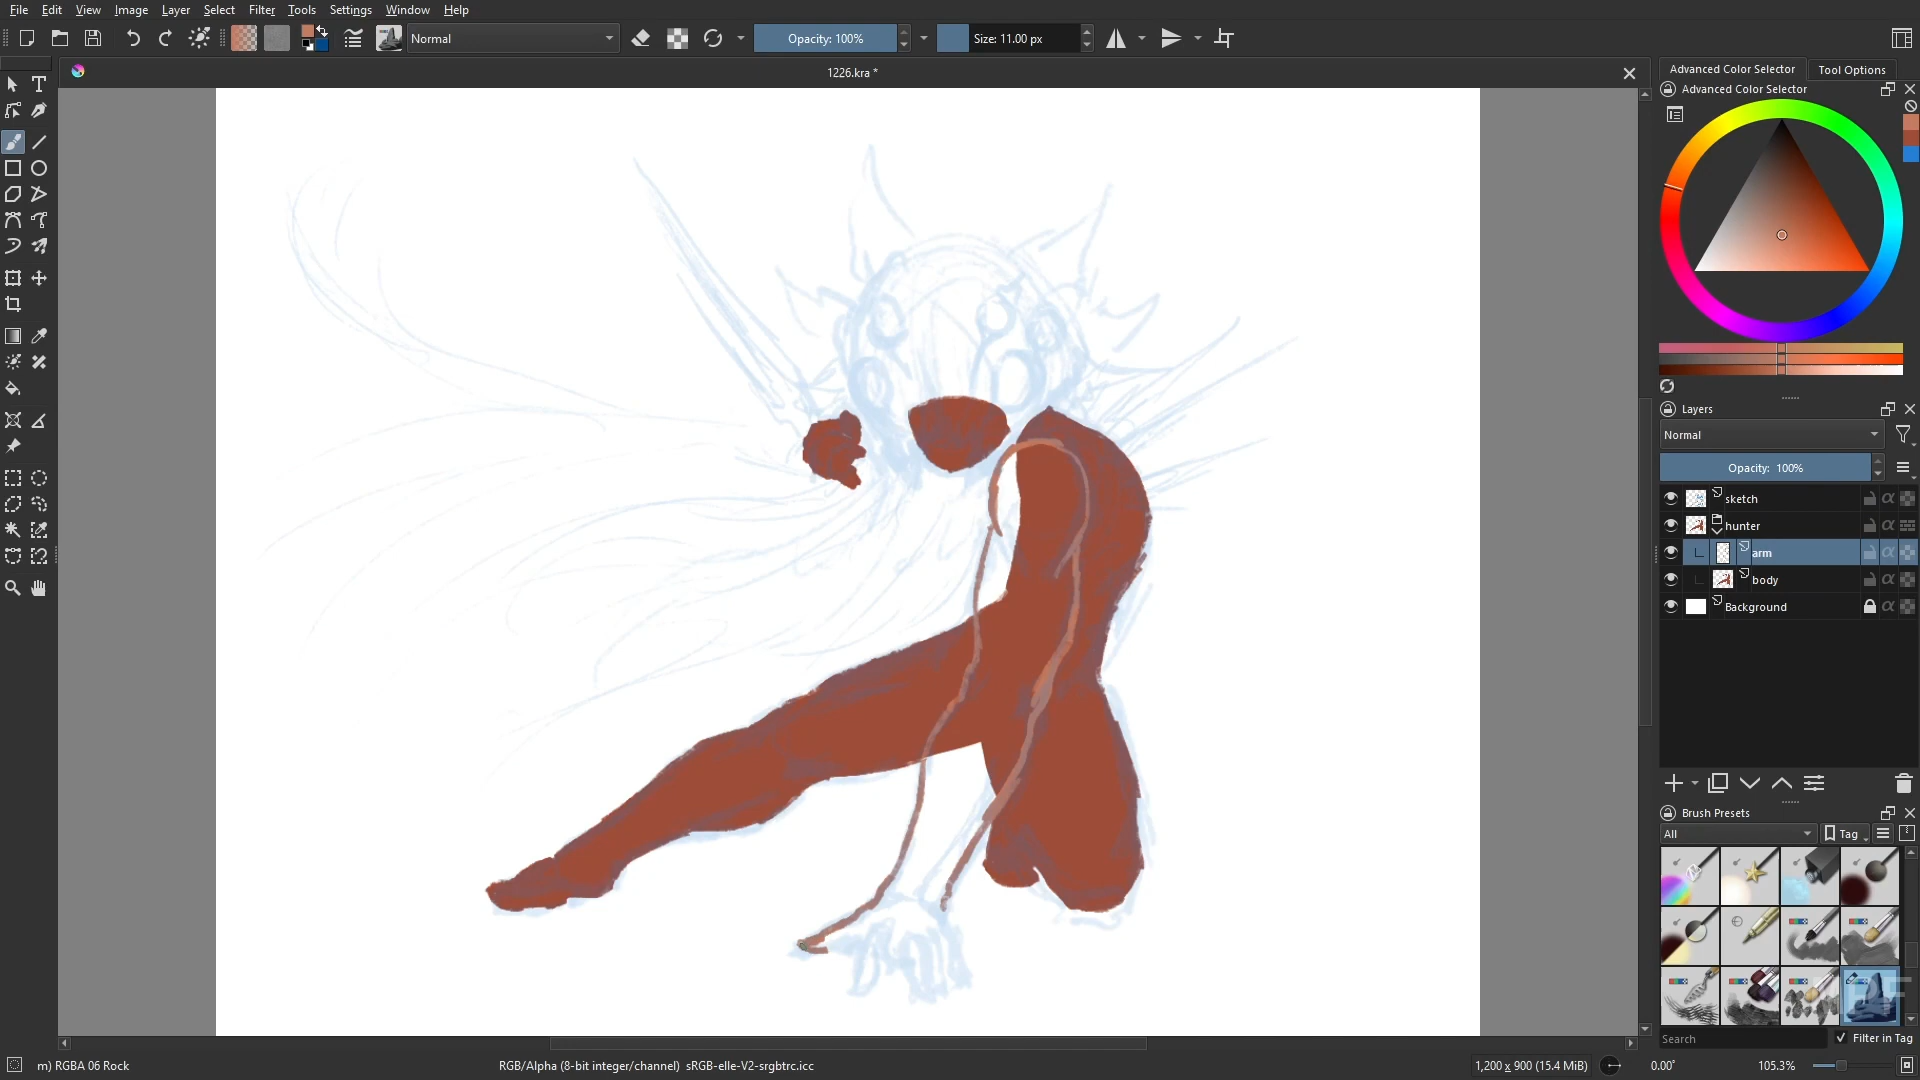 File Edit View Image Layer Select Filter Tools Settings Window Help
Normal
Opacity: 100%
Size: 11.00 px
1226.kra *
Advanced Color Selector
Tool Options
Advanced Color Selector
Layers
Normal
Opacity: 100%
sketch
hunter
arm
body
Background
Brush Presets
All
Tag
Search
Filter in Tag
m) RGBA 06 Rock
RGB/Alpha (8-bit integer/channel) sRGB-elle-V2-srgbtrc.icc
1,200 x 900 (15.4 MiB)
0.00°
105.3%